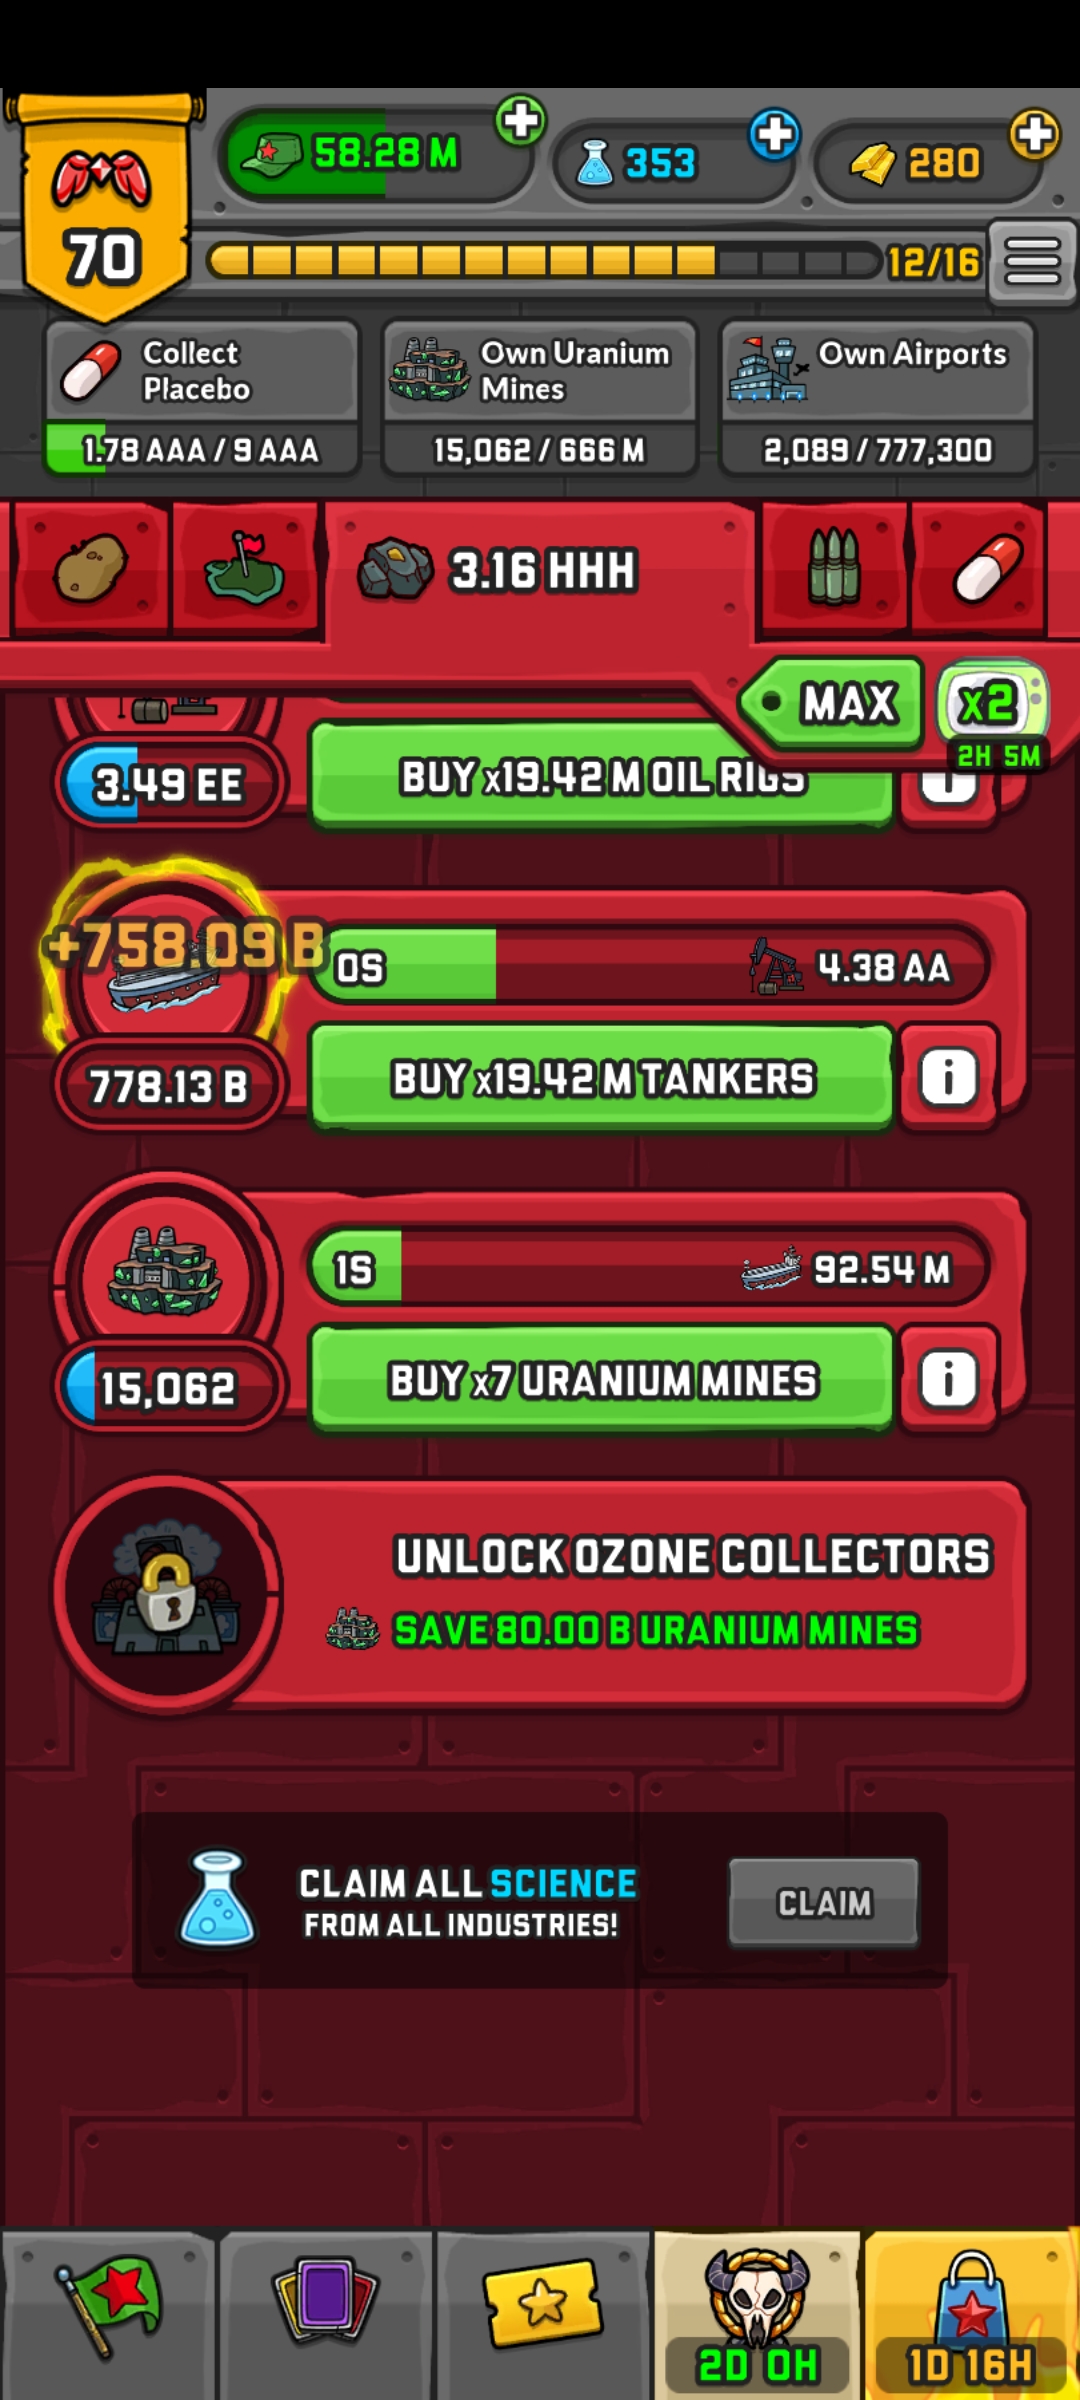 58.28 M
353
280
70
12/16
Collect Placebo
1.78 AAA / 9 AAA
Own Uranium Mines
15,062 / 666 M
Own Airports
2,089 / 777,300
3.16 HHH
MAX
x2
2H 5M
3.49 EE
BUY x19.42 M OIL RIGS
+758.09 B
0S
4.38 AA
778.13 B
BUY x19.42 M TANKERS
i
1S
92.54 M
15,062
BUY x7 URANIUM MINES
i
UNLOCK OZONE COLLECTORS
SAVE 80.00 B URANIUM MINES
CLAIM ALL SCIENCE
FROM ALL INDUSTRIES!
CLAIM
2D 0H
1D 16H